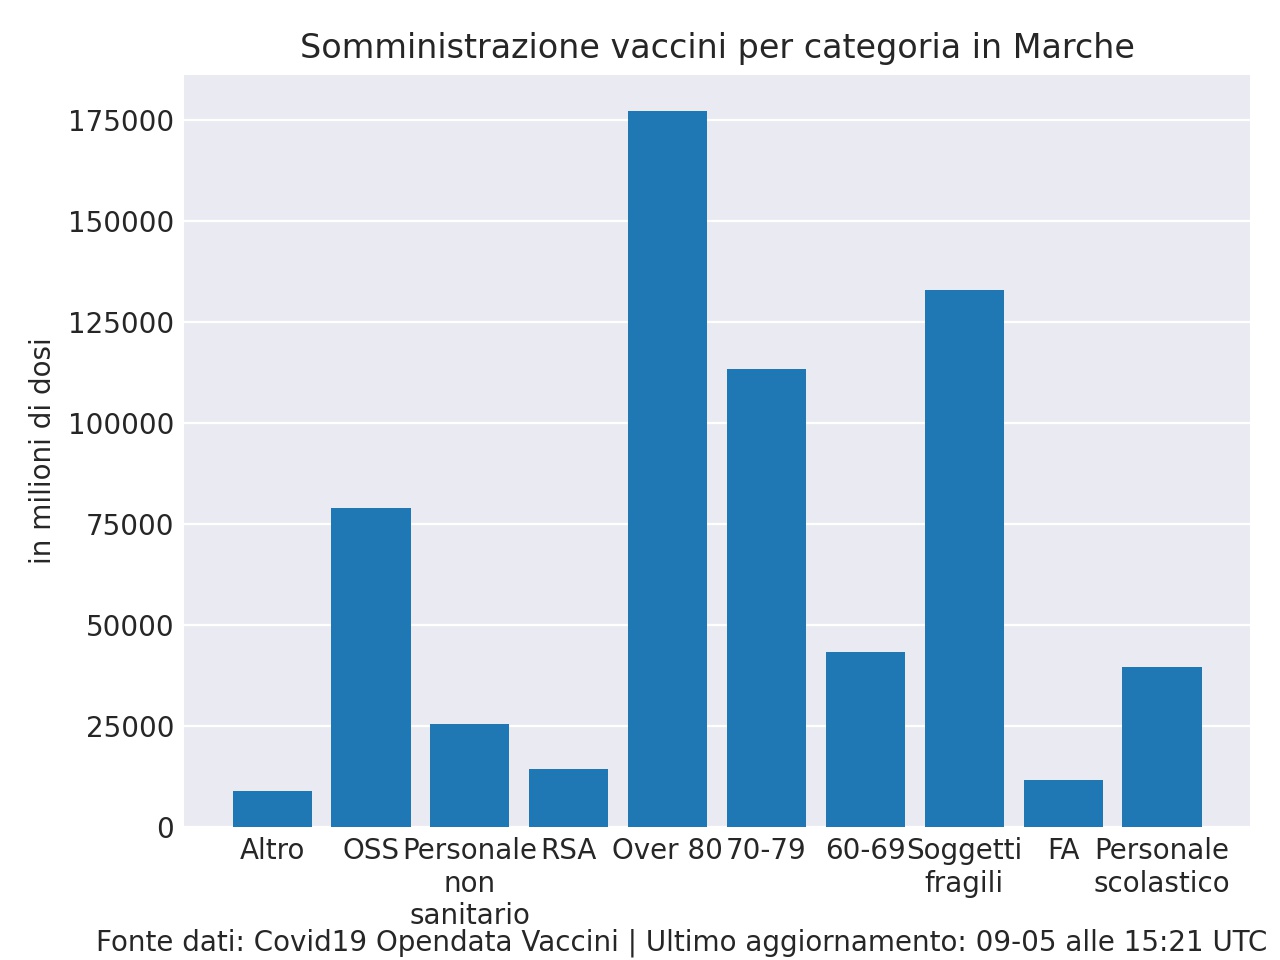 Somministrazione vaccini per categoria in Marche
in milioni di dosi
175000
150000
125000
100000
75000
50000
25000
0
Altro OSS Personale non sanitario RSA Over 80 70-79 60-69 Soggetti fragili FA Personale scolastico
Fonte dati: Covid19 Opendata Vaccini | Ultimo aggiornamento: 09-05 alle 15:21 UTC